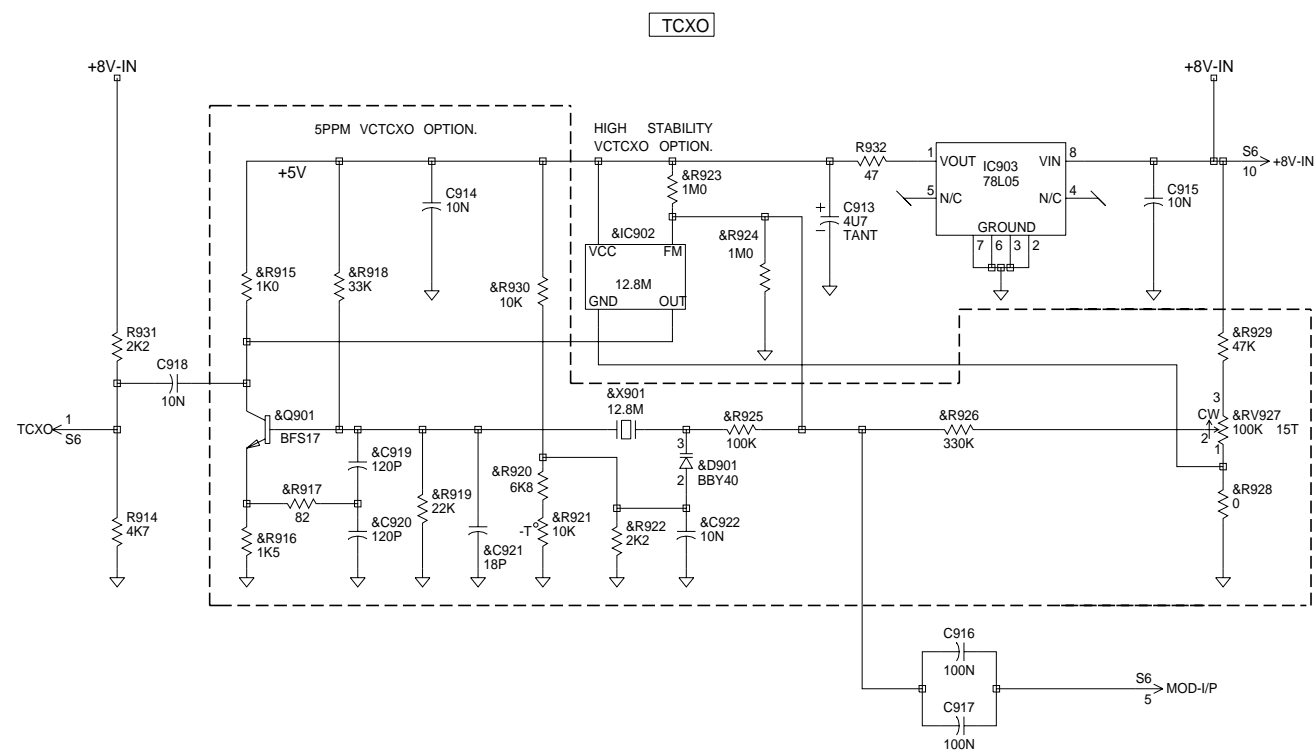 TCXO
+8V-IN
+8V-IN
5PPM VCTCXO OPTION.
HIGH STABILITY
VCTCXO OPTION.
+5V
C914
10N
&R923
1M0
R932
47
1
VOUT
IC903
78L05
VIN
8
5
N/C
N/C
4
GROUND
7
6
3
2
C915
10N
S6
10
+8V-IN
C913
4U7
TANT
+
−
&R915
1K0
&R918
33K
&R930
10K
&IC902
VCC
FM
12.8M
GND
OUT
&R924
1M0
R931
2K2
C918
10N
TCXO
1
S6
R914
4K7
&Q901
BFS17
&R917
82
&R916
1K5
&C919
120P
&C920
120P
&R919
22K
&C921
18P
&R920
6K8
-T°
&R921
10K
&X901
12.8M
&R925
100K
3
&D901
BBY40
2
&R922
2K2
&C922
10N
&R926
330K
&R929
47K
3
CW
2
1
&RV927
100K 15T
&R928
0
C916
100N
C917
100N
S6
5
MOD-I/P